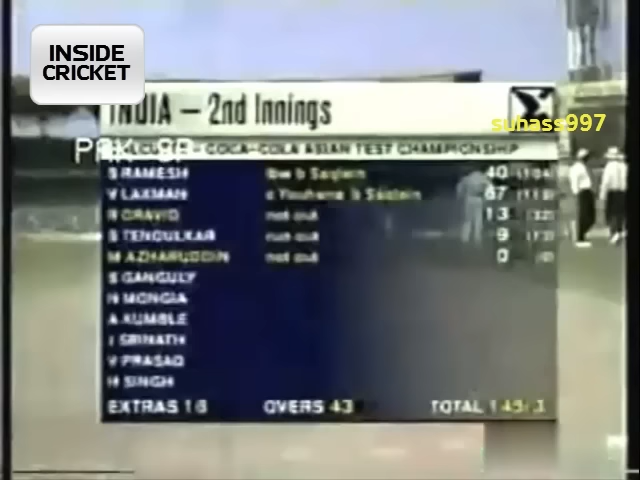 INSIDE
CRICKET
INDIA - 2nd Innings
suhass997
COCA-COLA ASIAN TEST CHAMPIONSHIP
S RAMESH lbw b Saqlain 40
V LAXMAN c Youhana b Saqlain 67
R DRAVID not out 13
S TENDULKAR run out 9
M AZHARUDDIN not out 0
S GANGULY
N MONGIA
A KUMBLE
J SRINATH
V PRASAD
H SINGH
EXTRAS 16 OVERS 43 TOTAL 145/3